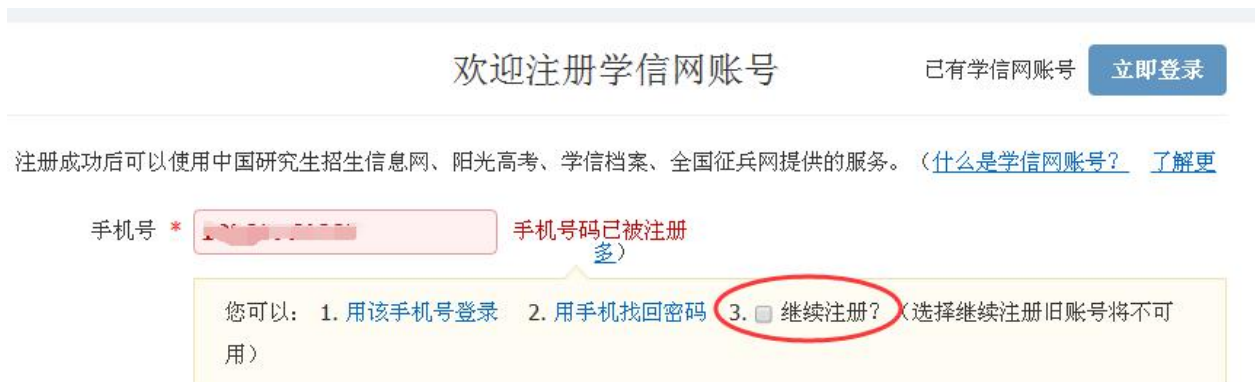 欢迎注册学信网账号
已有学信网账号 立即登录
注册成功后可以使用中国研究生招生信息网、阳光高考、学信档案、全国征兵网提供的服务。（什么是学信网账号？ 了解更
手机号 * 手机号码已被注册
多）
您可以： 1. 用该手机号登录 2. 用手机找回密码 3. 继续注册？（选择继续注册旧账号将不可
用）